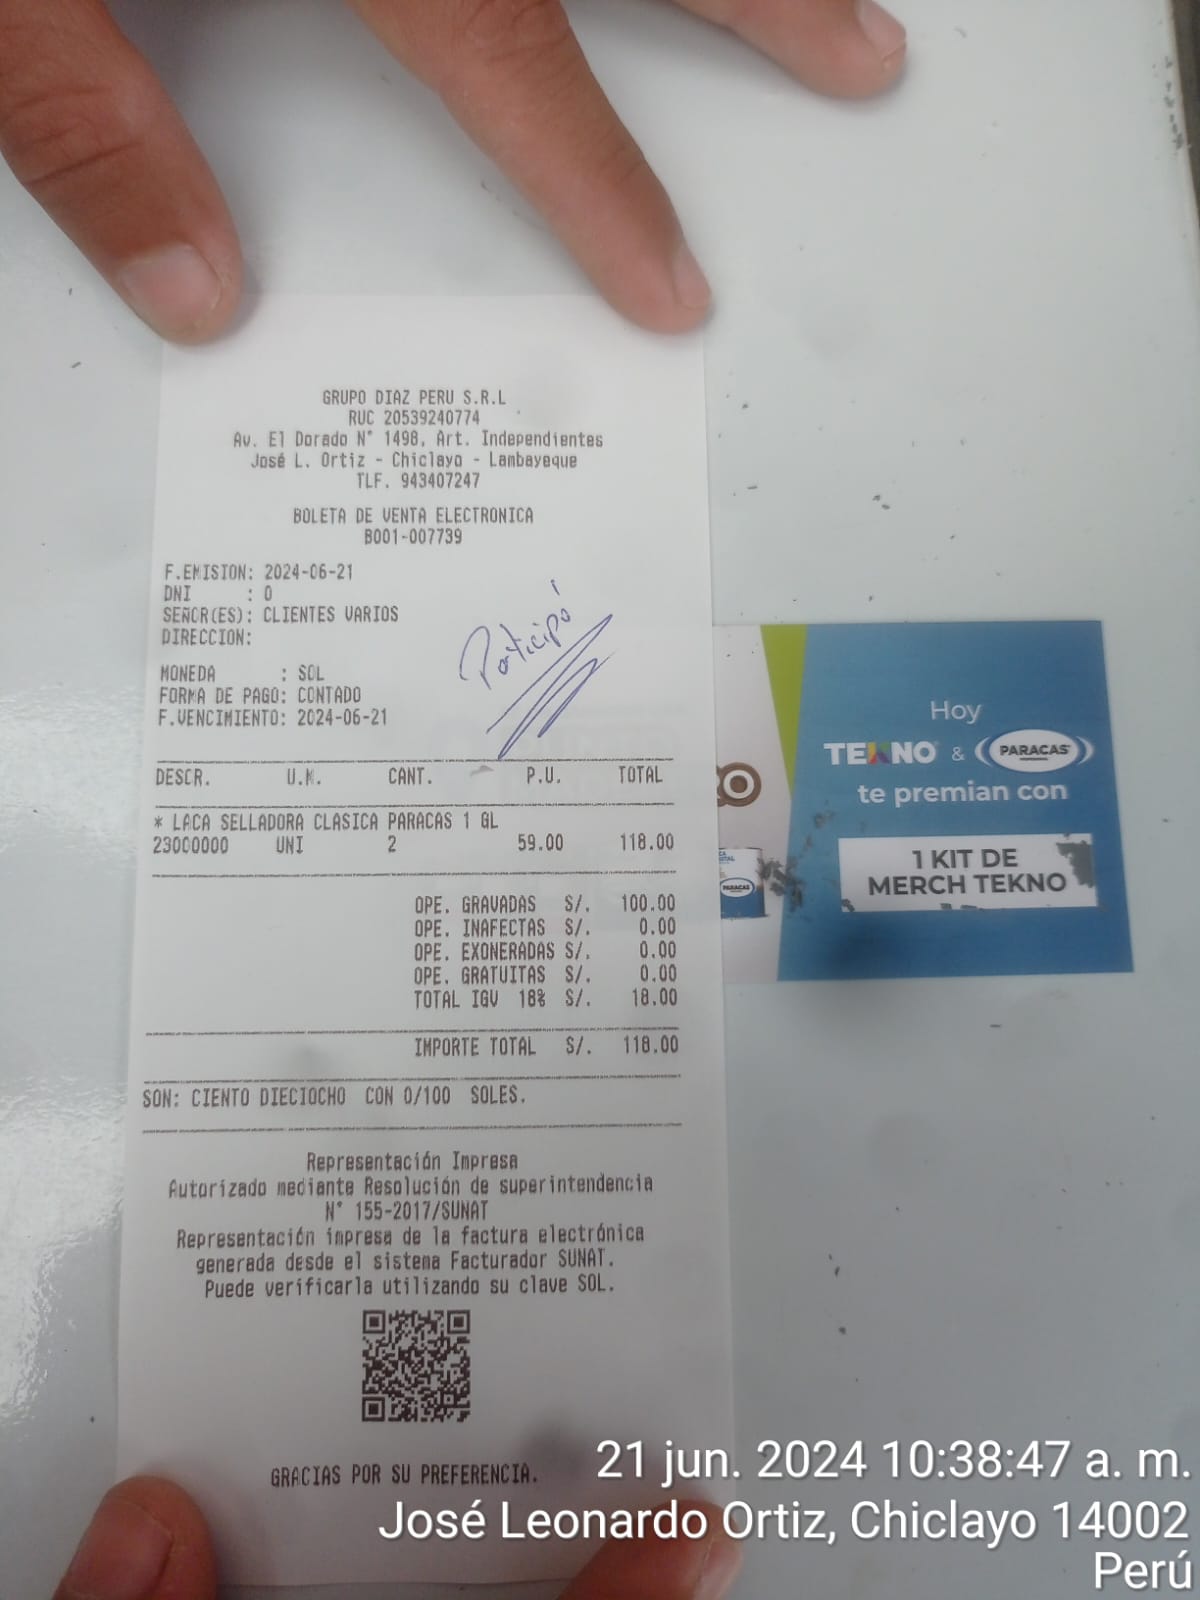 GRUPO DIAZ PERU S.R.L
RUC 20539240774
Av. El Dorado N° 1498, Art. Independientes
José L. Ortiz - Chiclayo - Lambayeque
TLF. 943407247
BOLETA DE VENTA ELECTRONICA
B001-007739
F.EMISION: 2024-06-21
DNI : 0
SEÑOR(ES): CLIENTES VARIOS
DIRECCION:
MONEDA : SOL
FORMA DE PAGO: CONTADO
F.VENCIMIENTO: 2024-06-21
Participó
DESCR. U.M. CANT. P.U. TOTAL
* LACA SELLADORA CLASICA PARACAS 1 GL
23000000 UNI 2 59.00 118.00
OPE. GRAVADAS S/. 100.00
OPE. INAFECTAS S/. 0.00
OPE. EXONERADAS S/. 0.00
OPE. GRATUITAS S/. 0.00
TOTAL IGV 18% S/. 18.00
IMPORTE TOTAL S/. 118.00
SON: CIENTO DIECIOCHO CON 0/100 SOLES.
Representación Impresa
Autorizado mediante Resolución de superintendencia
N° 155-2017/SUNAT
Representación impresa de la factura electrónica
generada desde el sistema Facturador SUNAT.
Puede verificarla utilizando su clave SOL.
GRACIAS POR SU PREFERENCIA.
Hoy
TEKNO & PARACAS
te premian con
1 KIT DE
MERCH TEKNO
PARACAS
21 jun. 2024 10:38:47 a. m.
José Leonardo Ortiz, Chiclayo 14002
Perú